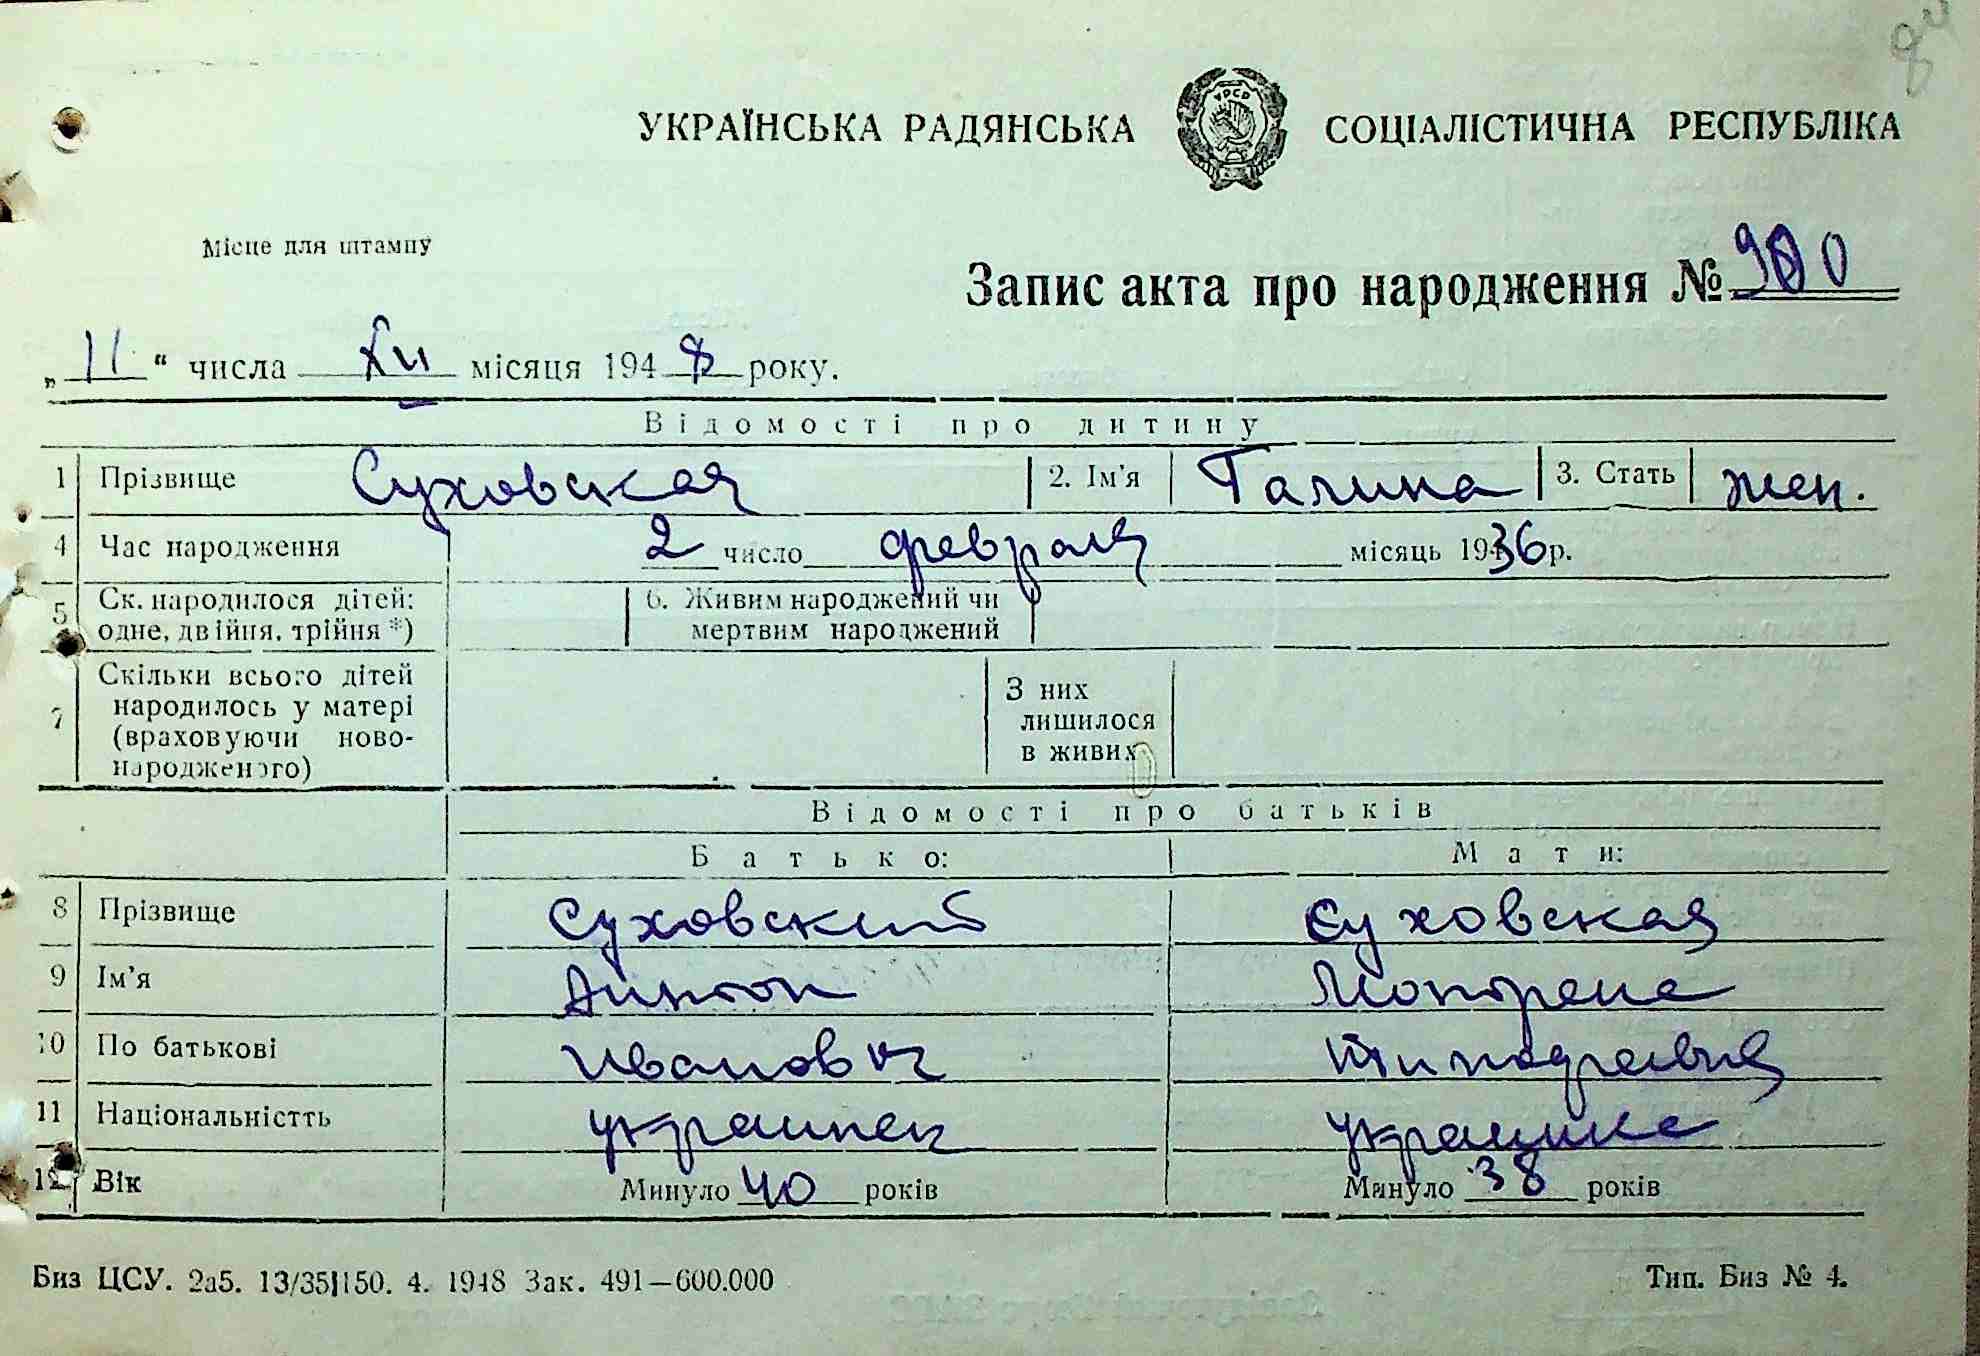 УКРАЇНСЬКА РАДЯНСЬКА СОЦІАЛІСТИЧНА РЕСПУБЛІКА
УРСР
Місце для штампу
Запис акта про народження № 900
„11“ числа XII місяця 1948 року.
Відомості про дитину
1 Прізвище Суховская 2. Ім'я Галина 3. Стать жен.
4 Час народження 2 число февраля місяць 1936 р.
5 Ск. народилося дітей: 6. Живим народжений чи
одне, двійня, трійня *) мертвим народжений
7 Скільки всього дітей З них
народилось у матері лишилося
(враховуючи ново- в живих
народженого)
Відомості про батьків
Батько: Мати:
8 Прізвище Суховский Суховская
9 Ім'я Антон
10 По батькові Иванович
11 Національністть украинец украинка
12 Вік Минуло 40 років Минуло 38 років
Биз ЦСУ. 2а5. 13/35 150. 4. 1948 Зак. 491—600.000 Тип. Биз № 4.